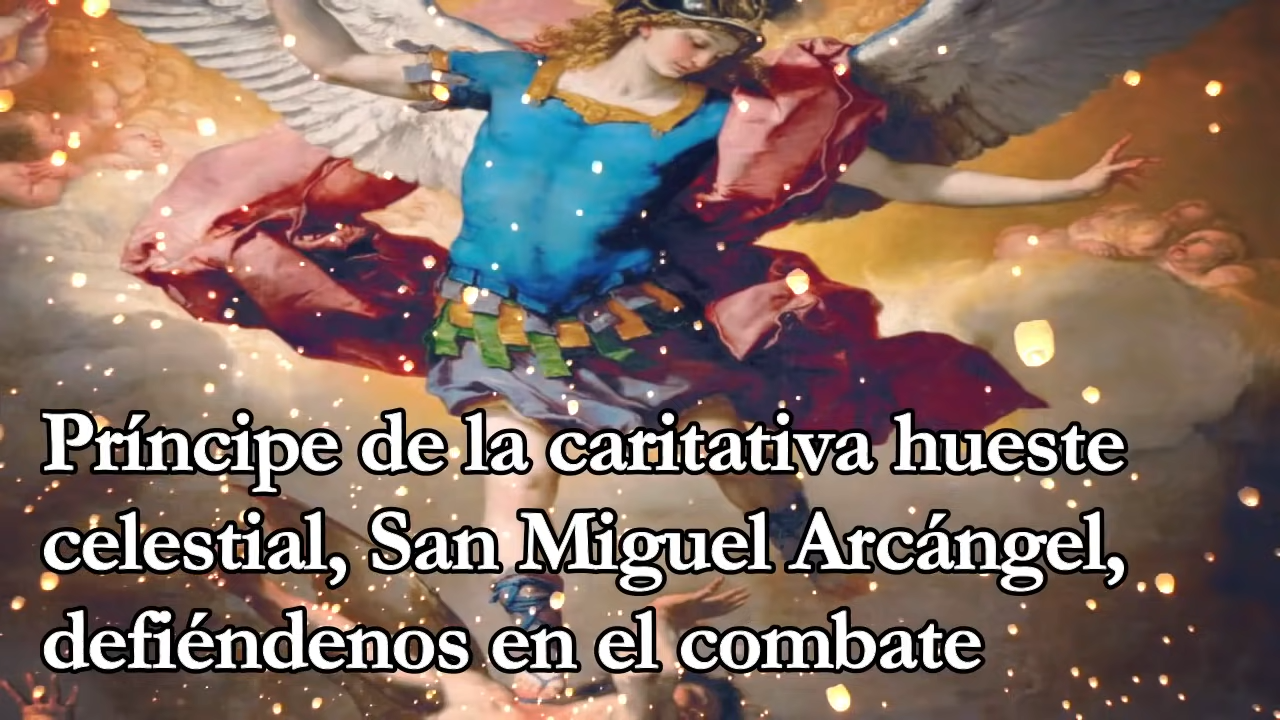 Príncipe de la caritativa hueste
celestial, San Miguel Arcángel,
defiéndenos en el combate